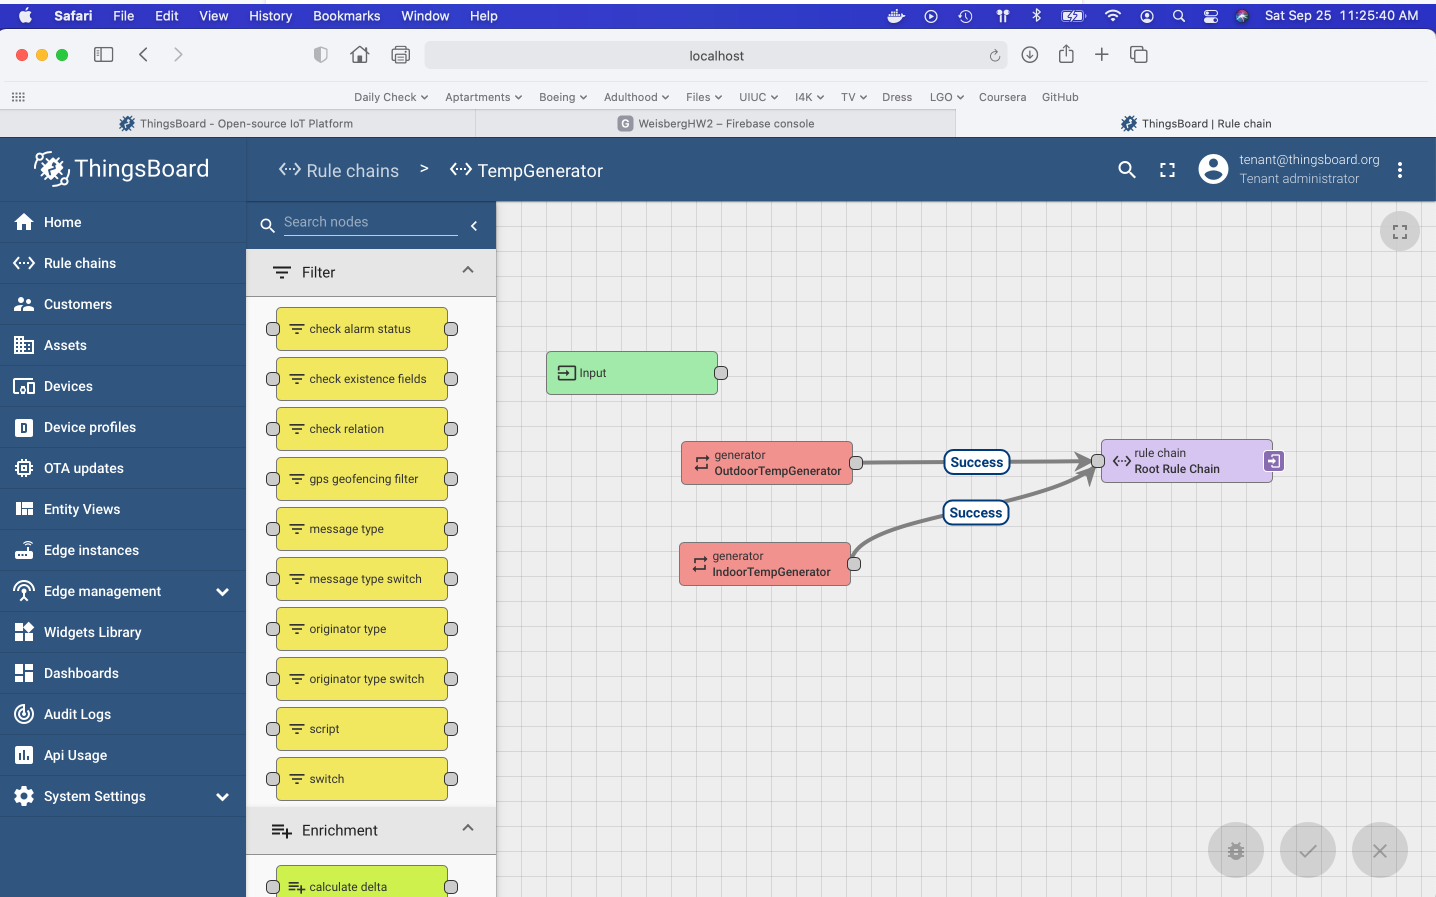 Safari File Edit View History Bookmarks Window Help Sat Sep 25 11:25:40 AM
localhost
Daily Check Aptartments Boeing Adulthood Files UIUC I4K TV Dress LGO Coursera GitHub
ThingsBoard - Open-source IoT Platform
G WeisbergHW2 – Firebase console
ThingsBoard | Rule chain
ThingsBoard
Rule chains > TempGenerator
tenant@thingsboard.org
Tenant administrator
Home
Rule chains
Customers
Assets
Devices
D Device profiles
OTA updates
Entity Views
Edge instances
Edge management
Widgets Library
Dashboards
Audit Logs
Api Usage
System Settings
Search nodes
Filter
check alarm status
check existence fields
check relation
gps geofencing filter
message type
message type switch
originator type
originator type switch
script
switch
Enrichment
calculate delta
Input
generator
OutdoorTempGenerator
Success
rule chain
Root Rule Chain
Success
generator
IndoorTempGenerator